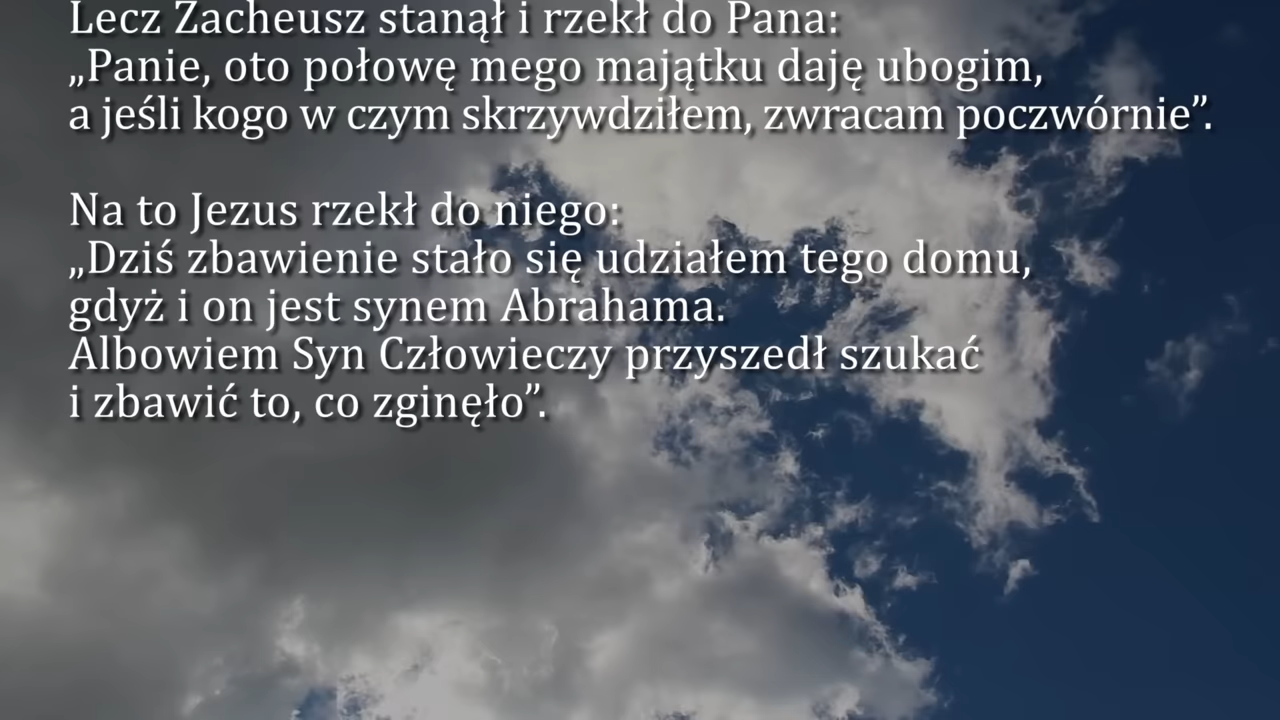 Lecz Zacheusz stanął i rzekł do Pana:
„Panie, oto połowę mego majątku daję ubogim,
a jeśli kogo w czym skrzywdziłem, zwracam poczwórnie”.
Na to Jezus rzekł do niego:
„Dziś zbawienie stało się udziałem tego domu,
gdyż i on jest synem Abrahama.
Albowiem Syn Człowieczy przyszedł szukać
i zbawić to, co zginęło”.